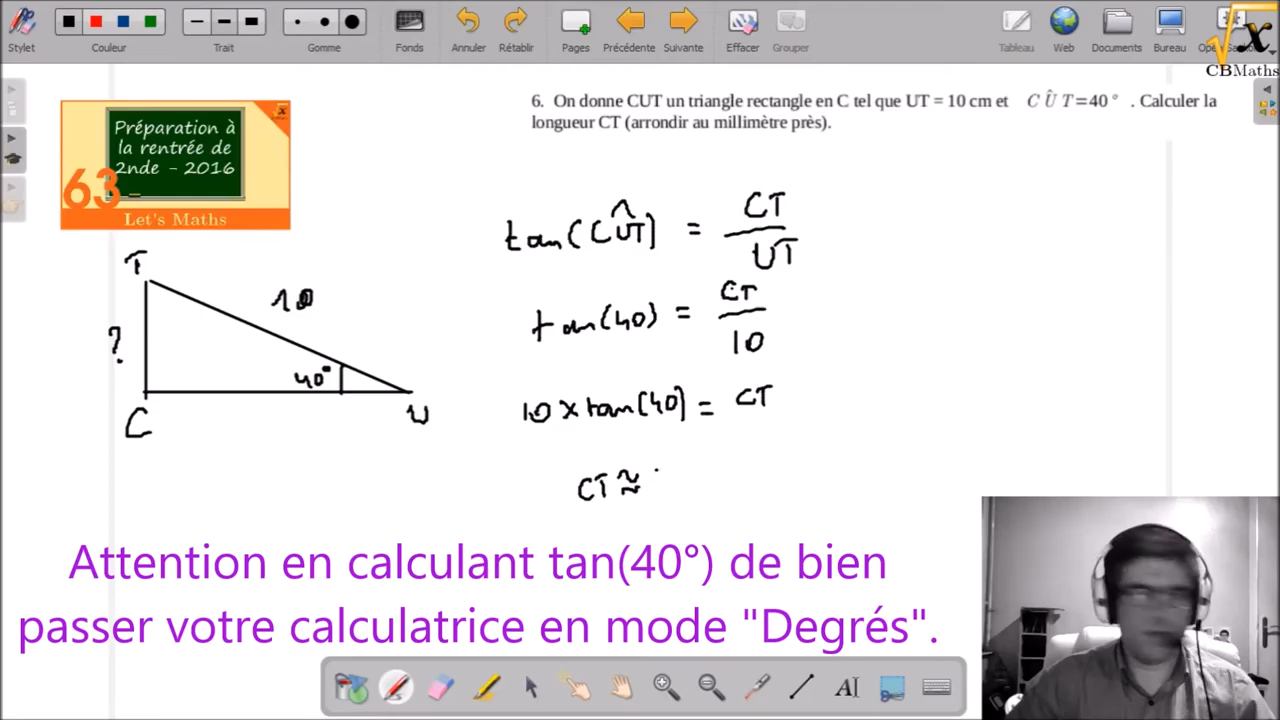 Stylet
Couleur
Trait
Gomme
Fonds
Annuler
Rétablir
Pages
Précédente
Suivante
Effacer
Grouper
Tableau
Web
Documents
Bureau
x
CBMaths
Préparation à
la rentrée de
2nde - 2016
63
Let's Maths
6. On donne CUT un triangle rectangle en C tel que UT = 10 cm et C Û T=40 ° . Calculer la
longueur CT (arrondir au millimètre près).
tan(CÛT) = CT/UT
tan(40) = CT/10
10 x tan(40) = CT
CT ≈
T
10
?
40°
C
U
Attention en calculant tan(40°) de bien
passer votre calculatrice en mode "Degrés".